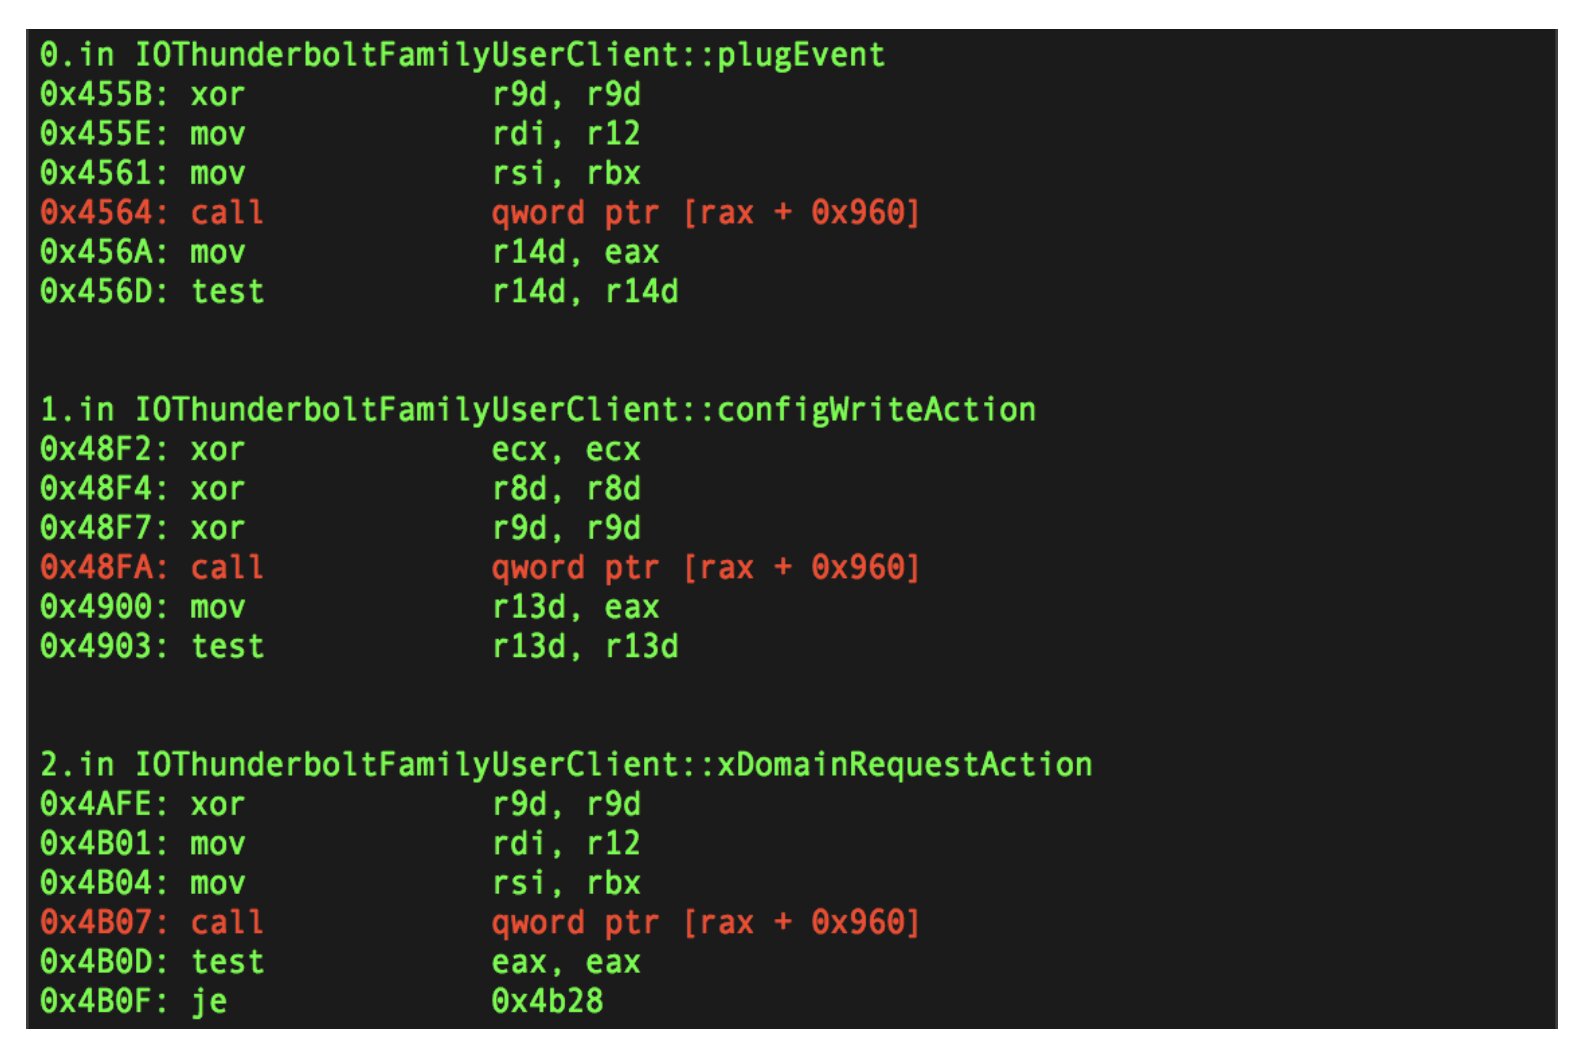 0.in IOThunderboltFamilyUserClient::plugEvent
0x455B: xor r9d, r9d
0x455E: mov rdi, r12
0x4561: mov rsi, rbx
0x4564: call qword ptr [rax + 0x960]
0x456A: mov r14d, eax
0x456D: test r14d, r14d
1.in IOThunderboltFamilyUserClient::configWriteAction
0x48F2: xor ecx, ecx
0x48F4: xor r8d, r8d
0x48F7: xor r9d, r9d
0x48FA: call qword ptr [rax + 0x960]
0x4900: mov r13d, eax
0x4903: test r13d, r13d
2.in IOThunderboltFamilyUserClient::xDomainRequestAction
0x4AFE: xor r9d, r9d
0x4B01: mov rdi, r12
0x4B04: mov rsi, rbx
0x4B07: call qword ptr [rax + 0x960]
0x4B0D: test eax, eax
0x4B0F: je 0x4b28